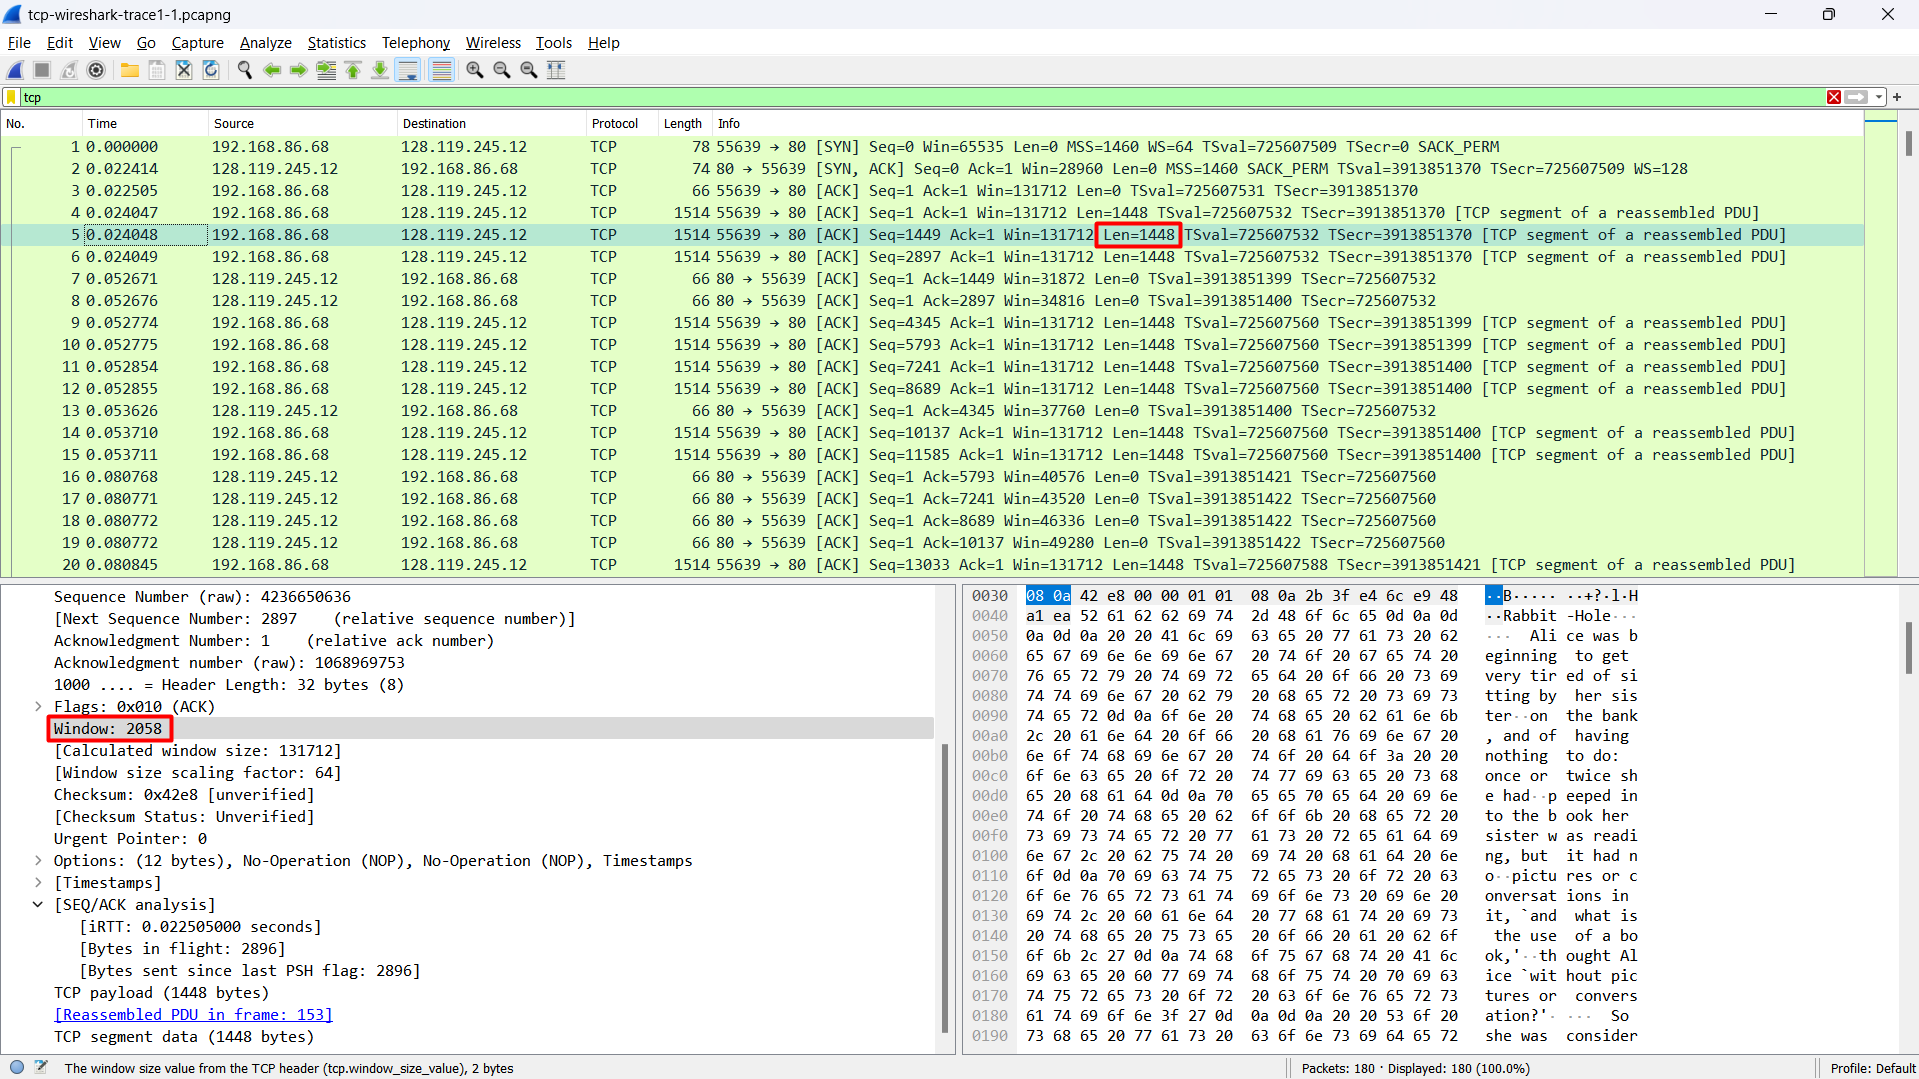 tcp-wireshark-trace1-1.pcapng
File Edit View Go Capture Analyze Statistics Telephony Wireless Tools Help
tcp
No. Time Source Destination Protocol Length Info
1 0.000000 192.168.86.68 128.119.245.12 TCP 78 55639 → 80 [SYN] Seq=0 Win=65535 Len=0 MSS=1460 WS=64 TSval=725607509 TSecr=0 SACK_PERM
2 0.022414 128.119.245.12 192.168.86.68 TCP 74 80 → 55639 [SYN, ACK] Seq=0 Ack=1 Win=28960 Len=0 MSS=1460 SACK_PERM TSval=3913851370 TSecr=725607509 WS=128
3 0.022505 192.168.86.68 128.119.245.12 TCP 66 55639 → 80 [ACK] Seq=1 Ack=1 Win=131712 Len=0 TSval=725607531 TSecr=3913851370
4 0.024047 192.168.86.68 128.119.245.12 TCP 1514 55639 → 80 [ACK] Seq=1 Ack=1 Win=131712 Len=1448 TSval=725607532 TSecr=3913851370 [TCP segment of a reassembled PDU]
5 0.024048 192.168.86.68 128.119.245.12 TCP 1514 55639 → 80 [ACK] Seq=1449 Ack=1 Win=131712 Len=1448 TSval=725607532 TSecr=3913851370 [TCP segment of a reassembled PDU]
6 0.024049 192.168.86.68 128.119.245.12 TCP 1514 55639 → 80 [ACK] Seq=2897 Ack=1 Win=131712 Len=1448 TSval=725607532 TSecr=3913851370 [TCP segment of a reassembled PDU]
7 0.052671 128.119.245.12 192.168.86.68 TCP 66 80 → 55639 [ACK] Seq=1 Ack=1449 Win=31872 Len=0 TSval=3913851399 TSecr=725607532
8 0.052676 128.119.245.12 192.168.86.68 TCP 66 80 → 55639 [ACK] Seq=1 Ack=2897 Win=34816 Len=0 TSval=3913851400 TSecr=725607532
9 0.052774 192.168.86.68 128.119.245.12 TCP 1514 55639 → 80 [ACK] Seq=4345 Ack=1 Win=131712 Len=1448 TSval=725607560 TSecr=3913851399 [TCP segment of a reassembled PDU]
10 0.052775 192.168.86.68 128.119.245.12 TCP 1514 55639 → 80 [ACK] Seq=5793 Ack=1 Win=131712 Len=1448 TSval=725607560 TSecr=3913851399 [TCP segment of a reassembled PDU]
11 0.052854 192.168.86.68 128.119.245.12 TCP 1514 55639 → 80 [ACK] Seq=7241 Ack=1 Win=131712 Len=1448 TSval=725607560 TSecr=3913851400 [TCP segment of a reassembled PDU]
12 0.052855 192.168.86.68 128.119.245.12 TCP 1514 55639 → 80 [ACK] Seq=8689 Ack=1 Win=131712 Len=1448 TSval=725607560 TSecr=3913851400 [TCP segment of a reassembled PDU]
13 0.053626 128.119.245.12 192.168.86.68 TCP 66 80 → 55639 [ACK] Seq=1 Ack=4345 Win=37760 Len=0 TSval=3913851400 TSecr=725607532
14 0.053710 192.168.86.68 128.119.245.12 TCP 1514 55639 → 80 [ACK] Seq=10137 Ack=1 Win=131712 Len=1448 TSval=725607560 TSecr=3913851400 [TCP segment of a reassembled PDU]
15 0.053711 192.168.86.68 128.119.245.12 TCP 1514 55639 → 80 [ACK] Seq=11585 Ack=1 Win=131712 Len=1448 TSval=725607560 TSecr=3913851400 [TCP segment of a reassembled PDU]
16 0.080768 128.119.245.12 192.168.86.68 TCP 66 80 → 55639 [ACK] Seq=1 Ack=5793 Win=40576 Len=0 TSval=3913851421 TSecr=725607560
17 0.080771 128.119.245.12 192.168.86.68 TCP 66 80 → 55639 [ACK] Seq=1 Ack=7241 Win=43520 Len=0 TSval=3913851422 TSecr=725607560
18 0.080772 128.119.245.12 192.168.86.68 TCP 66 80 → 55639 [ACK] Seq=1 Ack=8689 Win=46336 Len=0 TSval=3913851422 TSecr=725607560
19 0.080772 128.119.245.12 192.168.86.68 TCP 66 80 → 55639 [ACK] Seq=1 Ack=10137 Win=49280 Len=0 TSval=3913851422 TSecr=725607560
20 0.080845 192.168.86.68 128.119.245.12 TCP 1514 55639 → 80 [ACK] Seq=13033 Ack=1 Win=131712 Len=1448 TSval=725607588 TSecr=3913851421 [TCP segment of a reassembled PDU]
Sequence Number (raw): 4236650636
[Next Sequence Number: 2897    (relative sequence number)]
Acknowledgment Number: 1    (relative ack number)
Acknowledgment number (raw): 1068969753
1000 .... = Header Length: 32 bytes (8)
Flags: 0x010 (ACK)
Window: 2058
[Calculated window size: 131712]
[Window size scaling factor: 64]
Checksum: 0x42e8 [unverified]
[Checksum Status: Unverified]
Urgent Pointer: 0
Options: (12 bytes), No-Operation (NOP), No-Operation (NOP), Timestamps
[Timestamps]
[SEQ/ACK analysis]
[iRTT: 0.022505000 seconds]
[Bytes in flight: 2896]
[Bytes sent since last PSH flag: 2896]
TCP payload (1448 bytes)
[Reassembled PDU in frame: 153]
TCP segment data (1448 bytes)
0030 08 0a 42 e8 00 00 01 01 08 0a 2b 3f e4 6c e9 48 ··B····· ··+?·l·H
0040 a1 ea 52 61 62 62 69 74 2d 48 6f 6c 65 0d 0a 0d ··Rabbit -Hole···
0050 0a 0d 0a 20 20 41 6c 69 63 65 20 77 61 73 20 62 ···  Ali ce was b
0060 65 67 69 6e 6e 69 6e 67 20 74 6f 20 67 65 74 20 eginning  to get
0070 76 65 72 79 20 74 69 72 65 64 20 6f 66 20 73 69 very tir ed of si
0080 74 74 69 6e 67 20 62 79 20 68 65 72 20 73 69 73 tting by  her sis
0090 74 65 72 0d 0a 6f 6e 20 74 68 65 20 62 61 6e 6b ter··on  the bank
00a0 2c 20 61 6e 64 20 6f 66 20 68 61 76 69 6e 67 20 , and of  having
00b0 6e 6f 74 68 69 6e 67 20 74 6f 20 64 6f 3a 20 20 nothing  to do:
00c0 6f 6e 63 65 20 6f 72 20 74 77 69 63 65 20 73 68 once or  twice sh
00d0 65 20 68 61 64 0d 0a 70 65 65 70 65 64 20 69 6e e had··p eeped in
00e0 74 6f 20 74 68 65 20 62 6f 6f 6b 20 68 65 72 20 to the b ook her
00f0 73 69 73 74 65 72 20 77 61 73 20 72 65 61 64 69 sister w as readi
0100 6e 67 2c 20 62 75 74 20 69 74 20 68 61 64 20 6e ng, but  it had n
0110 6f 0d 0a 70 69 63 74 75 72 65 73 20 6f 72 20 63 o··pictu res or c
0120 6f 6e 76 65 72 73 61 74 69 6f 6e 73 20 69 6e 20 onversat ions in
0130 69 74 2c 20 60 61 6e 64 20 77 68 61 74 20 69 73 it, `and  what is
0140 20 74 68 65 20 75 73 65 20 6f 66 20 61 20 62 6f  the use  of a bo
0150 6f 6b 2c 27 0d 0a 74 68 6f 75 67 68 74 20 41 6c ok,'··th ought Al
0160 69 63 65 20 60 77 69 74 68 6f 75 74 20 70 69 63 ice `wit hout pic
0170 74 75 72 65 73 20 6f 72 20 63 6f 6e 76 65 72 73 tures or  convers
0180 61 74 69 6f 6e 3f 27 0d 0a 0d 0a 20 20 53 6f 20 ation?'· ···  So
0190 73 68 65 20 77 61 73 20 63 6f 6e 73 69 64 65 72 she was  consider
The window size value from the TCP header (tcp.window_size_value), 2 bytes
Packets: 180 · Displayed: 180 (100.0%)
Profile: Default